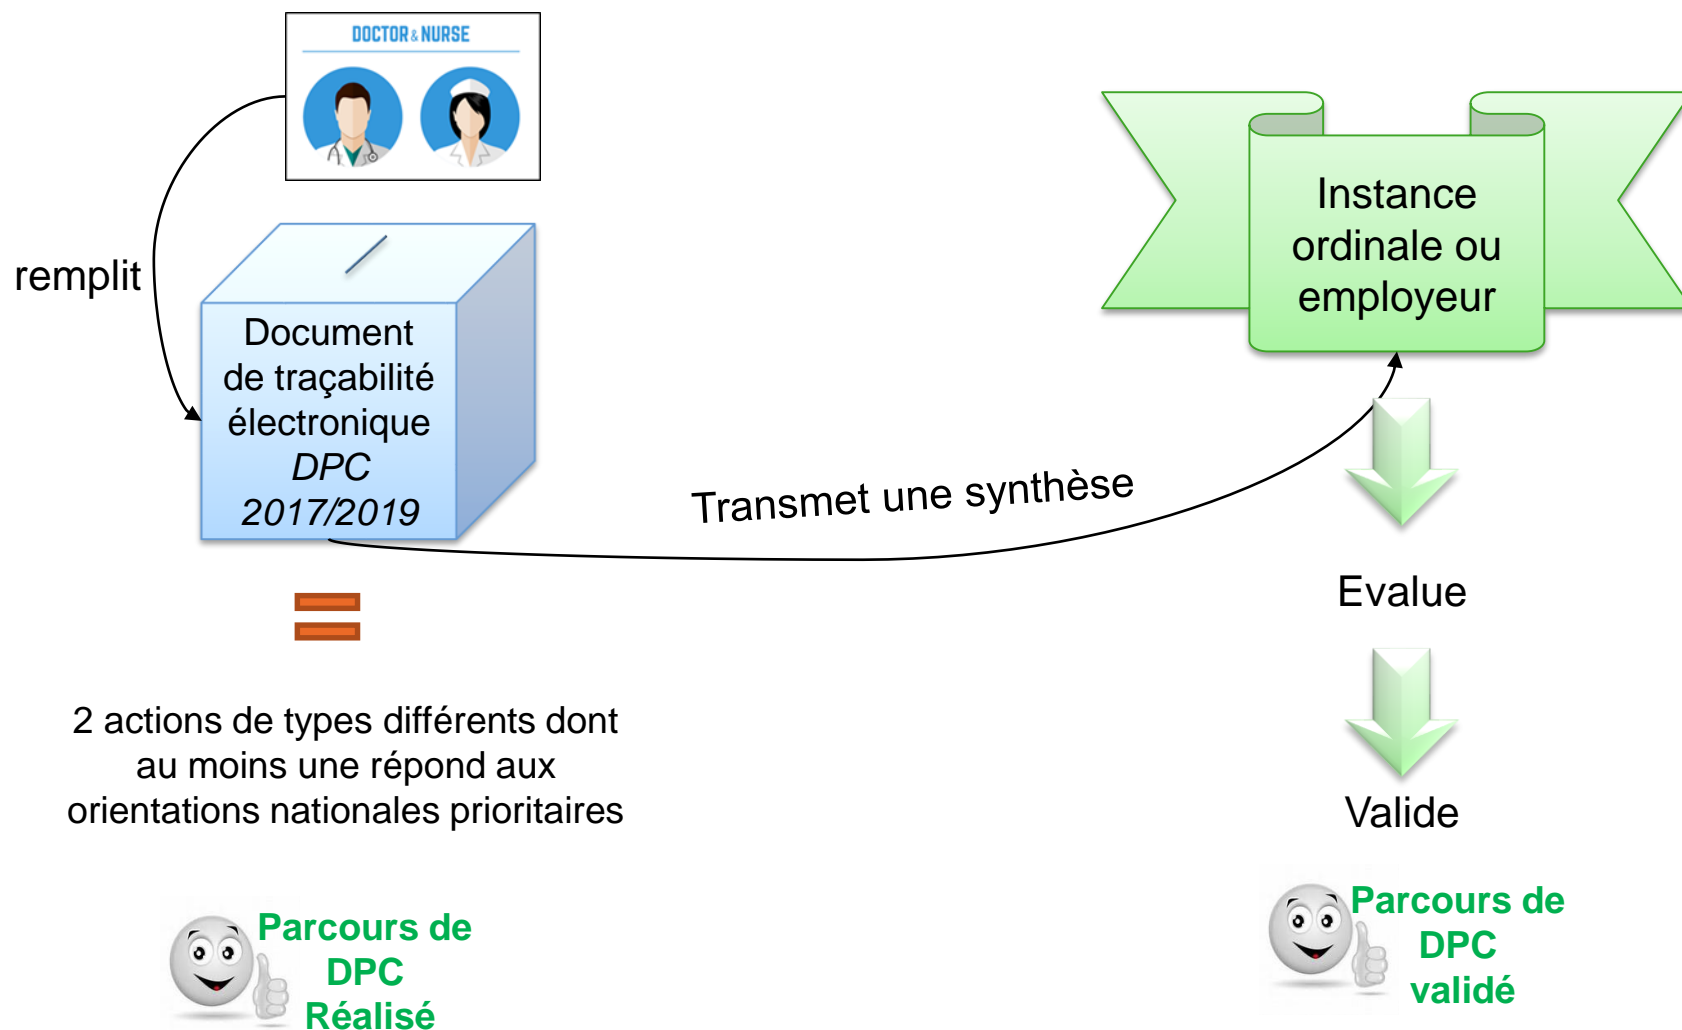 DOCTOR & NURSE
remplit
Document
de traçabilité
électronique
DPC
2017/2019
Transmet une synthèse
Instance
ordinale ou
employeur
Evalue
Valide
2 actions de types différents dont
au moins une répond aux
orientations nationales prioritaires
Parcours de
DPC
Réalisé
Parcours de
DPC
validé